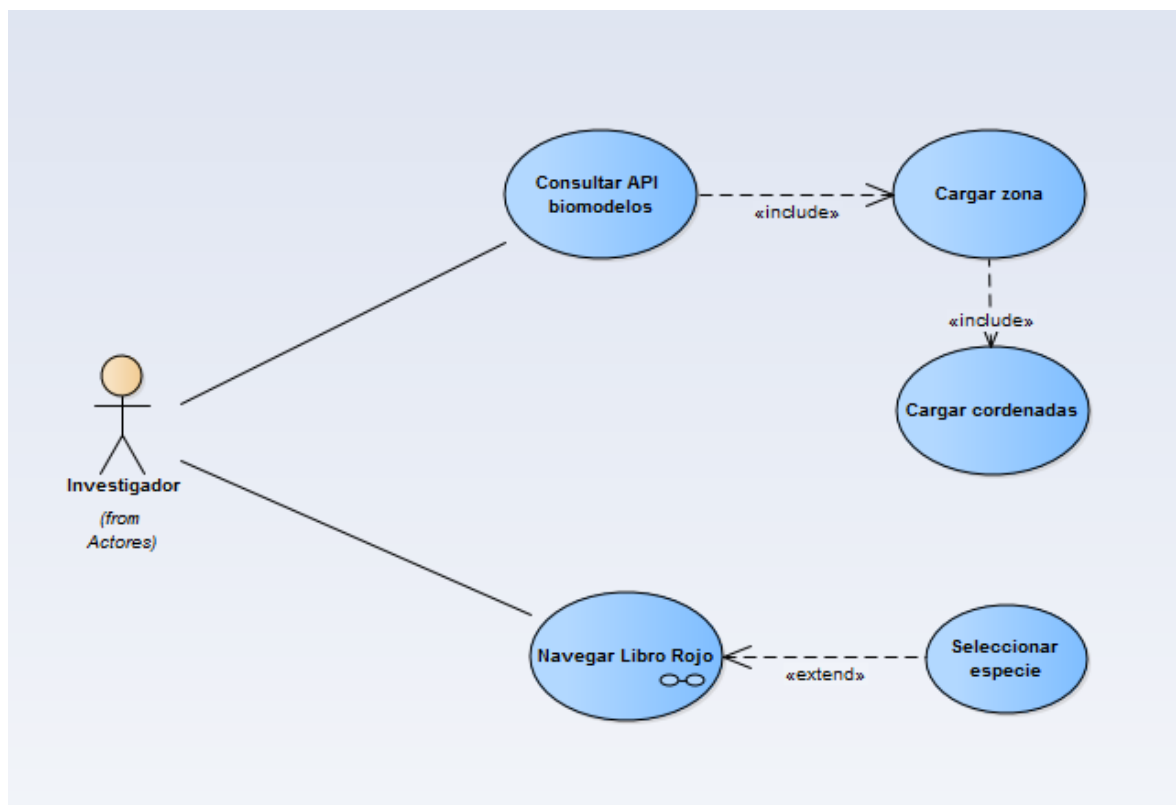 Consultar API
biomodelos
«include»
Cargar zona
«include»
Cargar cordenadas
Investigador
(from
Actores)
Navegar Libro Rojo
«extend»
Seleccionar
especie